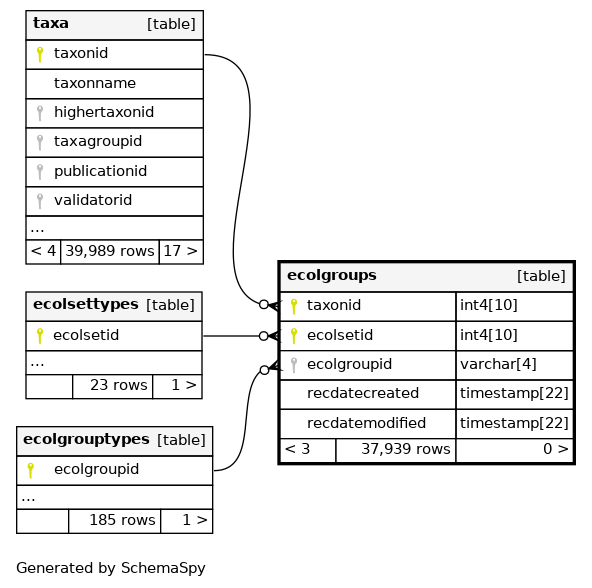 taxa [table]
taxonid
taxonname
highertaxonid
taxagroupid
publicationid
validatorid
...
< 4 39,989 rows 17 >
ecolsettypes [table]
ecolsetid
...
23 rows 1 >
ecolgrouptypes [table]
ecolgroupid
...
185 rows 1 >
ecolgroups [table]
taxonid int4[10]
ecolsetid int4[10]
ecolgroupid varchar[4]
recdatecreated timestamp[22]
recdatemodified timestamp[22]
< 3 37,939 rows 0 >
Generated by SchemaSpy